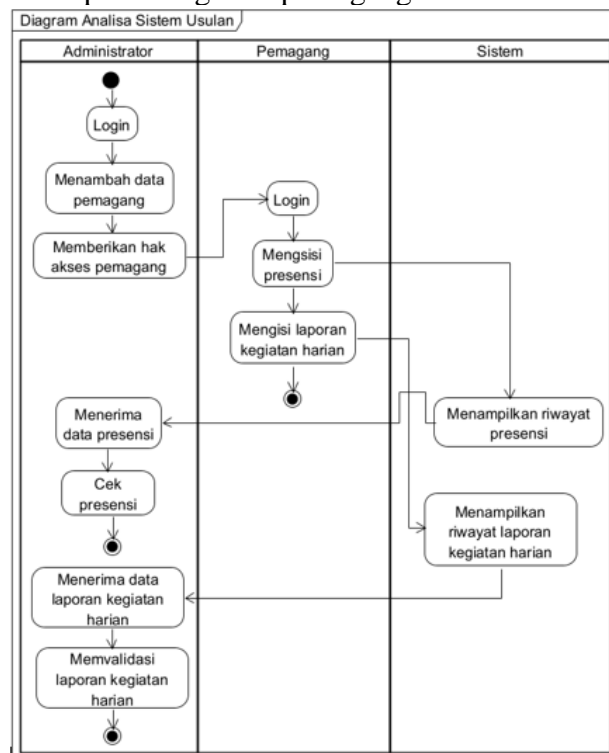 Diagram Analisa Sistem Usulan
Administrator
Pemagang
Sistem
Login
Menambah data
pemagang
Memberikan hak
akses pemagang
Login
Mengsisi
presensi
Mengisi laporan
kegiatan harian
Menampilkan riwayat
presensi
Menerima
data presensi
Cek
presensi
Menampilkan
riwayat laporan
kegiatan harian
Menerima data
laporan kegiatan
harian
Memvalidasi
laporan kegiatan
harian